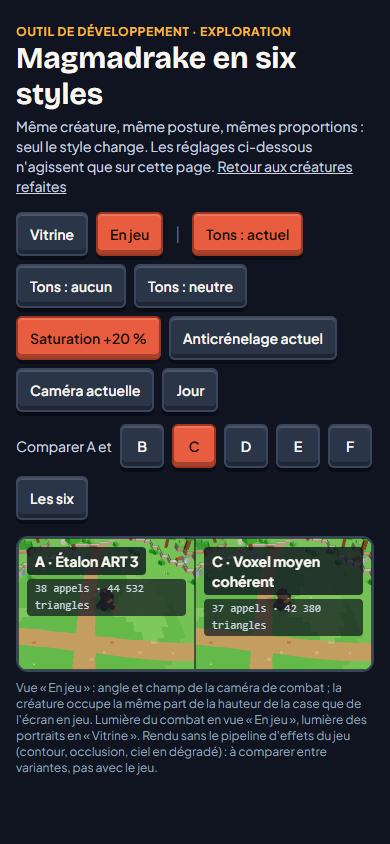 OUTIL DE DÉVELOPPEMENT · EXPLORATION
Magmadrake en six
styles
Même créature, même posture, mêmes proportions :
seul le style change. Les réglages ci-dessous
n'agissent que sur cette page. Retour aux créatures
refaites
Vitrine
En jeu
|
Tons : actuel
Tons : aucun
Tons : neutre
Saturation +20 %
Anticrénelage actuel
Caméra actuelle
Jour
Comparer A et
B
C
D
E
F
Les six
A · Étalon ART 3
38 appels · 44 532
triangles
C · Voxel moyen
cohérent
37 appels · 42 380
triangles
Vue « En jeu » : angle et champ de la caméra de combat ; la
créature occupe la même part de la hauteur de la case que de
l'écran en jeu. Lumière du combat en vue « En jeu », lumière des
portraits en « Vitrine ». Rendu sans le pipeline d'effets du jeu
(contour, occlusion, ciel en dégradé) : à comparer entre
variantes, pas avec le jeu.